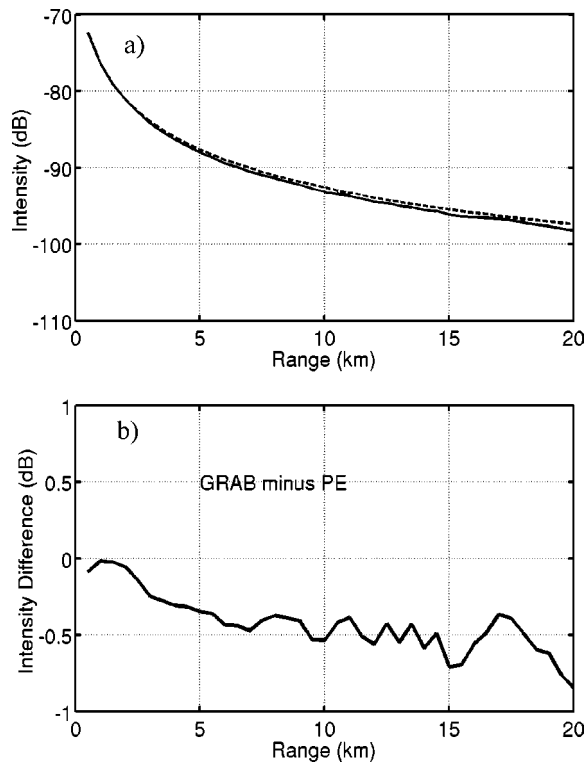 -70
a)
-80
-90
-100
-110
Intensity (dB)
0
5
10
15
20
Range (km)
1
b)
0.5
GRAB minus PE
0
-0.5
-1
Intensity Difference (dB)
0
5
10
15
20
Range (km)